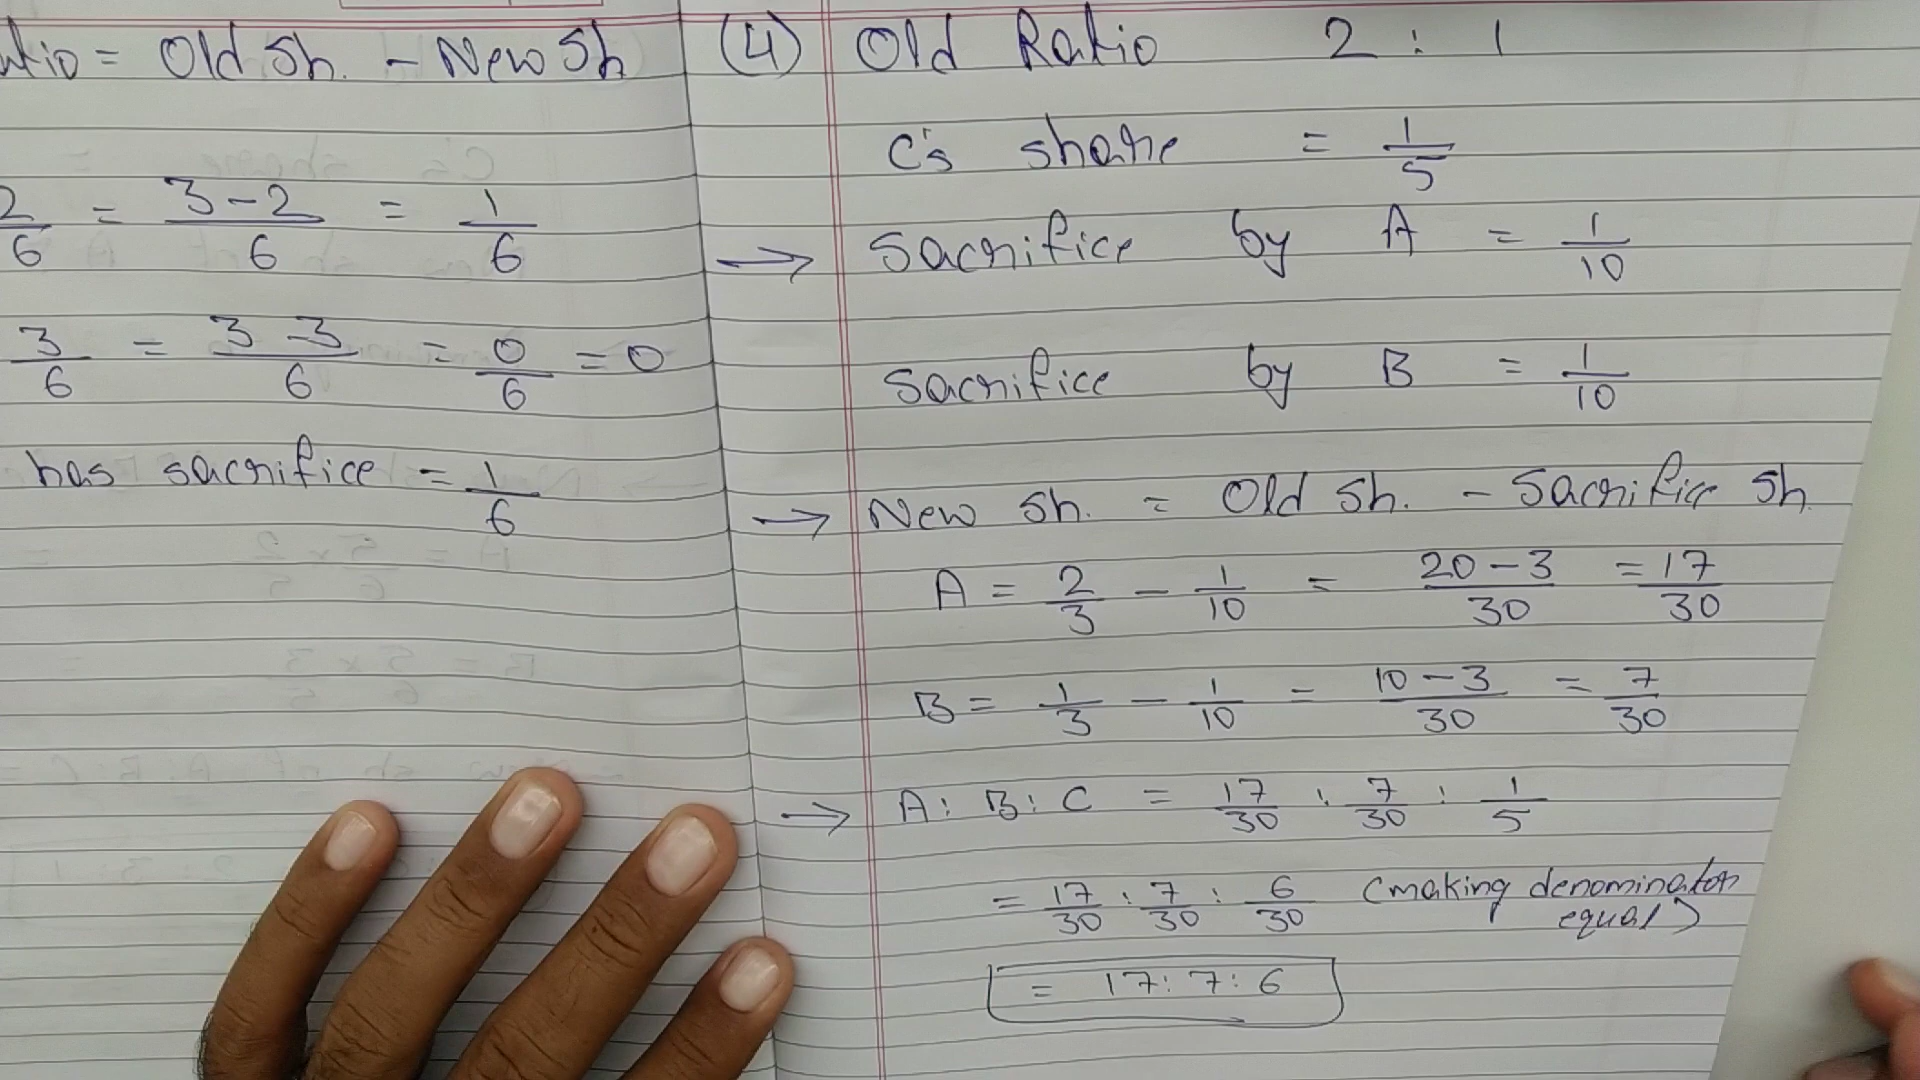 = Old Sh. - New Sh
2/6 = 3-2/6 = 1/6
3/6 = 3-3/6 = 0/6 = 0
has sacrifice = 1/6
(4) Old Ratio 2 : 1
C's share = 1/5
→ Sacrifice by A = 1/10
Sacrifice by B = 1/10
→ New Sh. = Old Sh. - Sacrifice Sh
A = 2/3 - 1/10 = 20-3/30 = 17/30
B = 1/3 - 1/10 = 10-3/30 = 7/30
→ A : B : C = 17/30 : 7/30 : 1/5
= 17/30 : 7/30 : 6/30 (making denominator
equal)
= 17 : 7 : 6